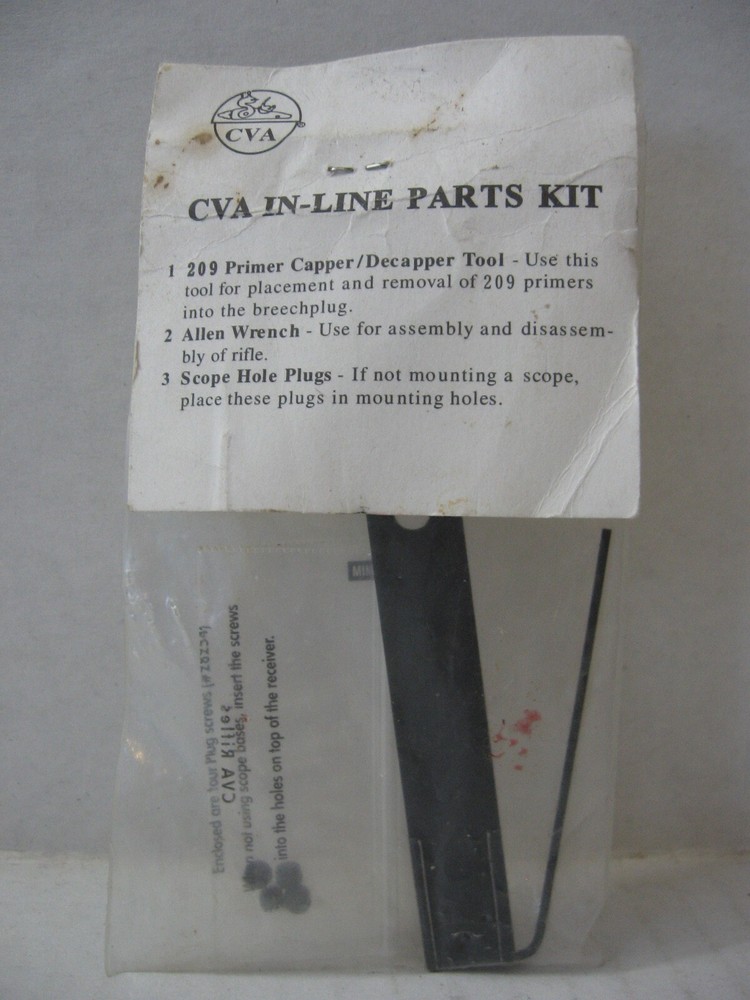 CVA
CVA IN-LINE PARTS KIT
1 209 Primer Capper/Decapper Tool - Use this
tool for placement and removal of 209 primers
into the breechplug.
2 Allen Wrench - Use for assembly and disassem-
bly of rifle.
3 Scope Hole Plugs - If not mounting a scope,
place these plugs in mounting holes.
MIN
Enclosed are four Plug screws
CVA Rifles
not using scope bases, insert the screws
into the holes on top of the receiver.